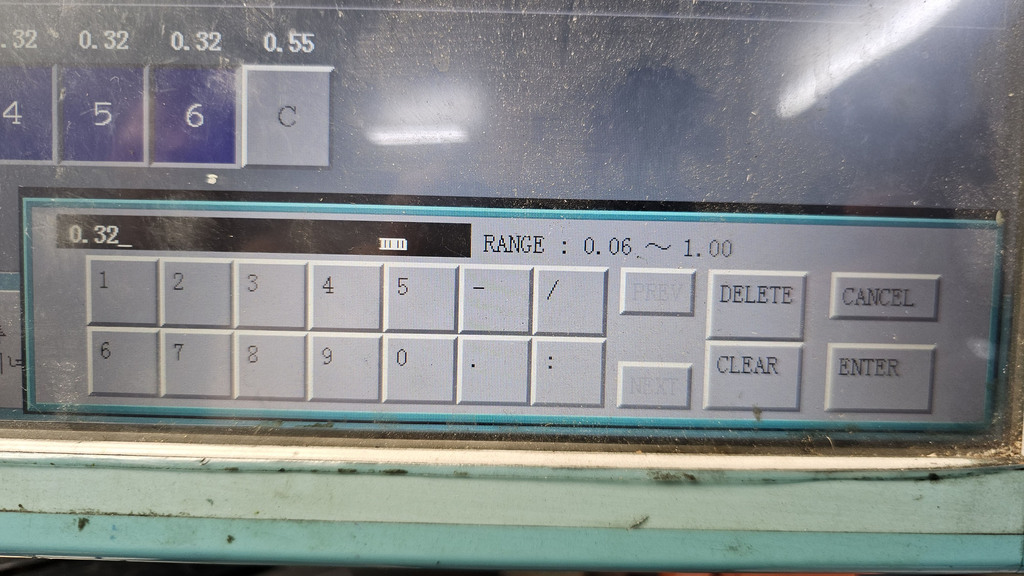 .32 0.32 0.32 0.55
4 5 6 C
0.32_
RANGE : 0.06 ～ 1.00
1 2 3 4 5 - / PREV DELETE CANCEL
6 7 8 9 0 . : NEXT CLEAR ENTER